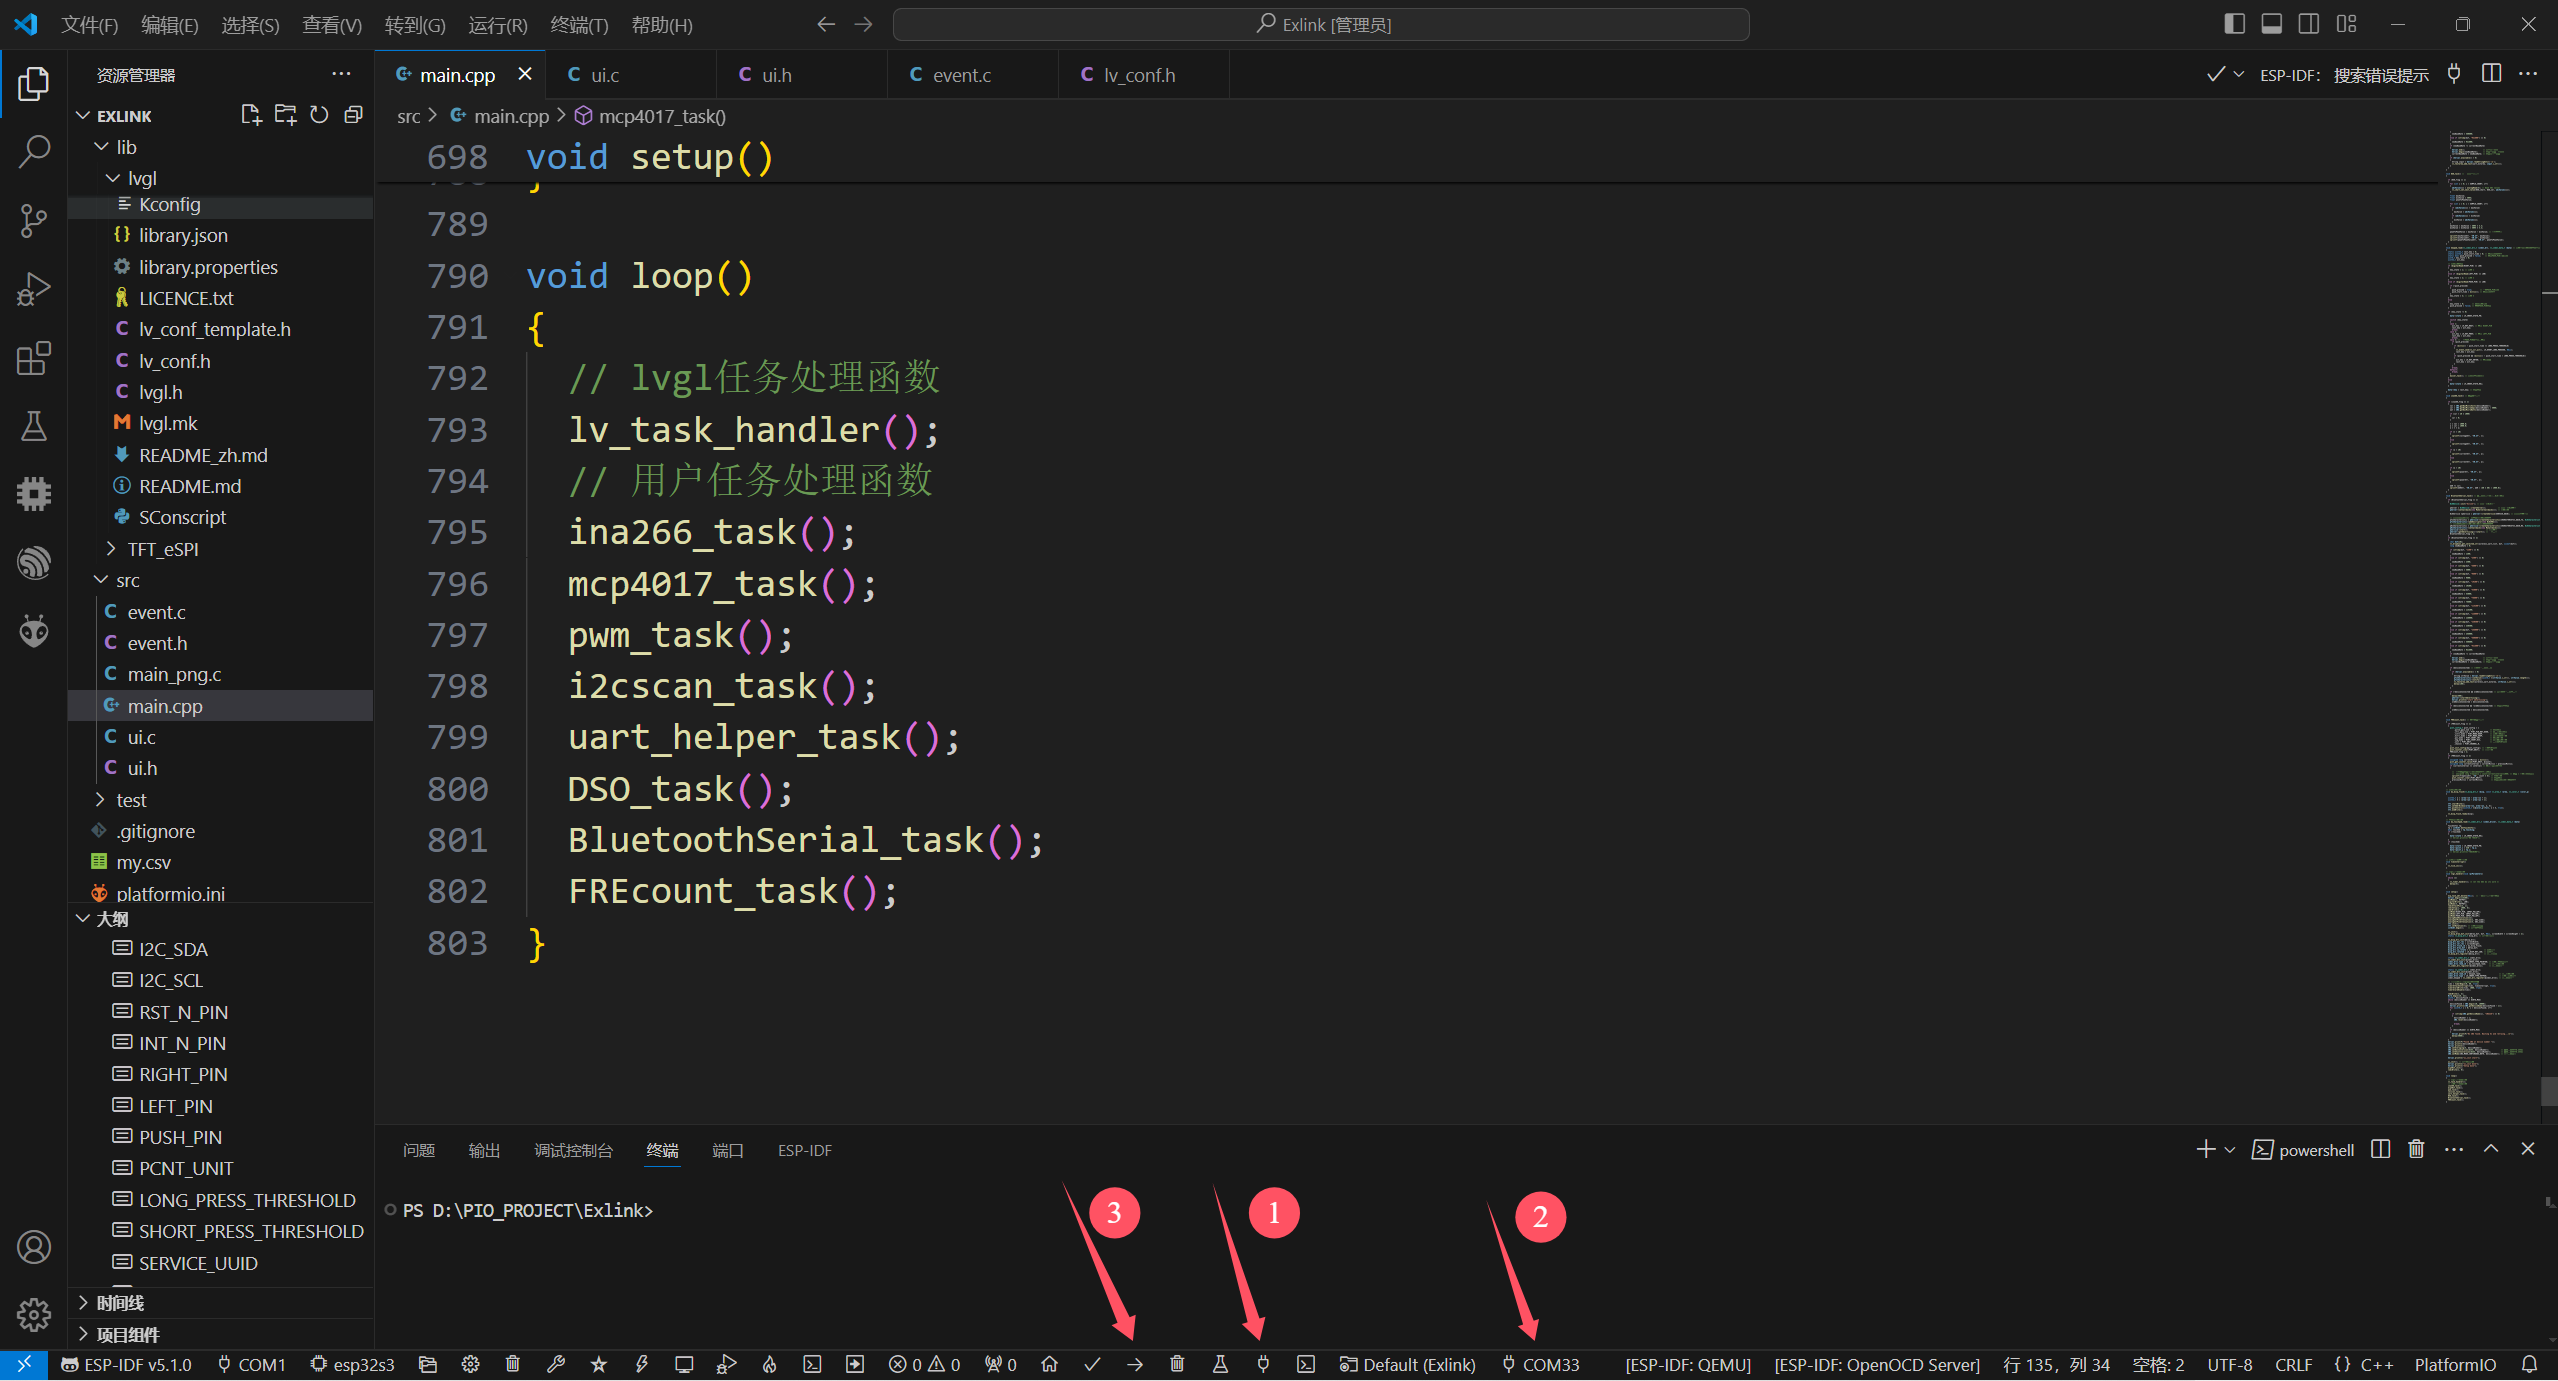 文件(F) 编辑(E) 选择(S) 查看(V) 转到(G) 运行(R) 终端(T) 帮助(H)
Exlink [管理员]
资源管理器
main.cpp
ui.c
ui.h
event.c
lv_conf.h
ESP-IDF: 搜索错误提示
EXLINK
lib
lvgl
Kconfig
library.json
library.properties
LICENCE.txt
lv_conf_template.h
lv_conf.h
lvgl.h
lvgl.mk
README_zh.md
README.md
SConscript
TFT_eSPI
src
event.c
event.h
main_png.c
main.cpp
ui.c
ui.h
test
.gitignore
my.csv
platformio.ini
大纲
I2C_SDA
I2C_SCL
RST_N_PIN
INT_N_PIN
RIGHT_PIN
LEFT_PIN
PUSH_PIN
PCNT_UNIT
LONG_PRESS_THRESHOLD
SHORT_PRESS_THRESHOLD
SERVICE_UUID
时间线
项目组件
src > main.cpp > mcp4017_task()
698 void setup()
789
790 void loop()
791 {
792 // lvgl任务处理函数
793 lv_task_handler();
794 // 用户任务处理函数
795 ina266_task();
796 mcp4017_task();
797 pwm_task();
798 i2cscan_task();
799 uart_helper_task();
800 DSO_task();
801 BluetoothSerial_task();
802 FREcount_task();
803 }
问题 输出 调试控制台 终端 端口 ESP-IDF
powershell
PS D:\PIO_PROJECT\Exlink>
3
1
2
ESP-IDF v5.1.0 COM1 esp32s3 0 0 0 Default (Exlink) COM33 [ESP-IDF: QEMU] [ESP-IDF: OpenOCD Server] 行 135, 列 34 空格: 2 UTF-8 CRLF {} C++ PlatformIO